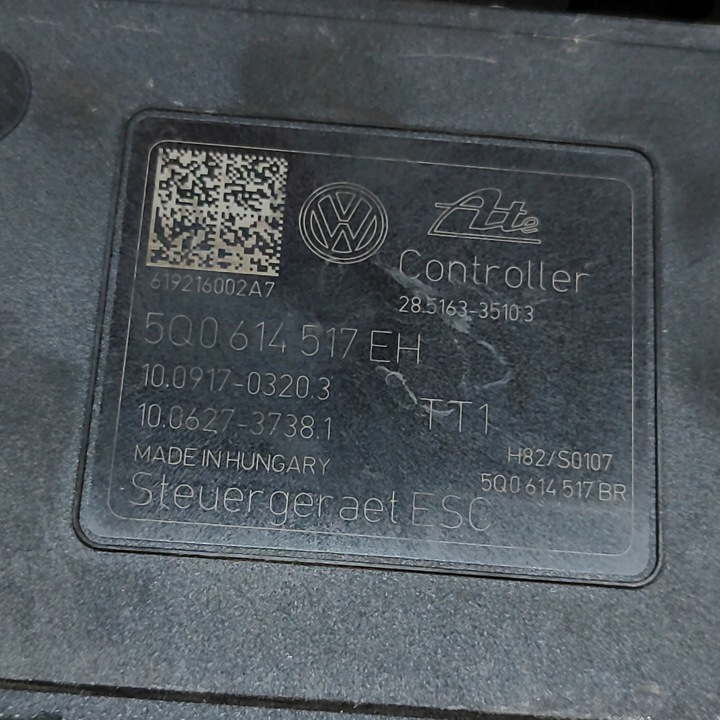 Ate
619216002A7
Controller
28.5163-3510.3
5Q0 614 517 EH
10.0917-0320.3
10.0627-3738.1
TT1
MADE IN HUNGARY
H82/S0107
5Q0 614 517 BR
Steuergeraet ESC